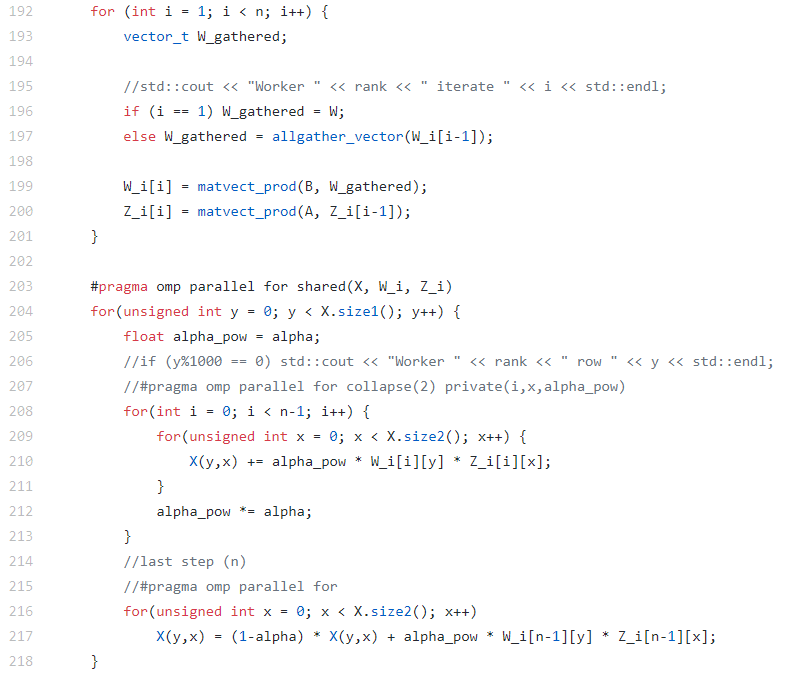 192 for (int i = 1; i < n; i++) {
193 vector_t W_gathered;
194
195 //std::cout << "Worker " << rank << " iterate " << i << std::endl;
196 if (i == 1) W_gathered = W;
197 else W_gathered = allgather_vector(W_i[i-1]);
198
199 W_i[i] = matvect_prod(B, W_gathered);
200 Z_i[i] = matvect_prod(A, Z_i[i-1]);
201 }
202
203 #pragma omp parallel for shared(X, W_i, Z_i)
204 for(unsigned int y = 0; y < X.size1(); y++) {
205 float alpha_pow = alpha;
206 //if (y%1000 == 0) std::cout << "Worker " << rank << " row " << y << std::endl;
207 //#pragma omp parallel for collapse(2) private(i,x,alpha_pow)
208 for(int i = 0; i < n-1; i++) {
209 for(unsigned int x = 0; x < X.size2(); x++) {
210 X(y,x) += alpha_pow * W_i[i][y] * Z_i[i][x];
211 }
212 alpha_pow *= alpha;
213 }
214 //last step (n)
215 //#pragma omp parallel for
216 for(unsigned int x = 0; x < X.size2(); x++)
217 X(y,x) = (1-alpha) * X(y,x) + alpha_pow * W_i[n-1][y] * Z_i[n-1][x];
218 }